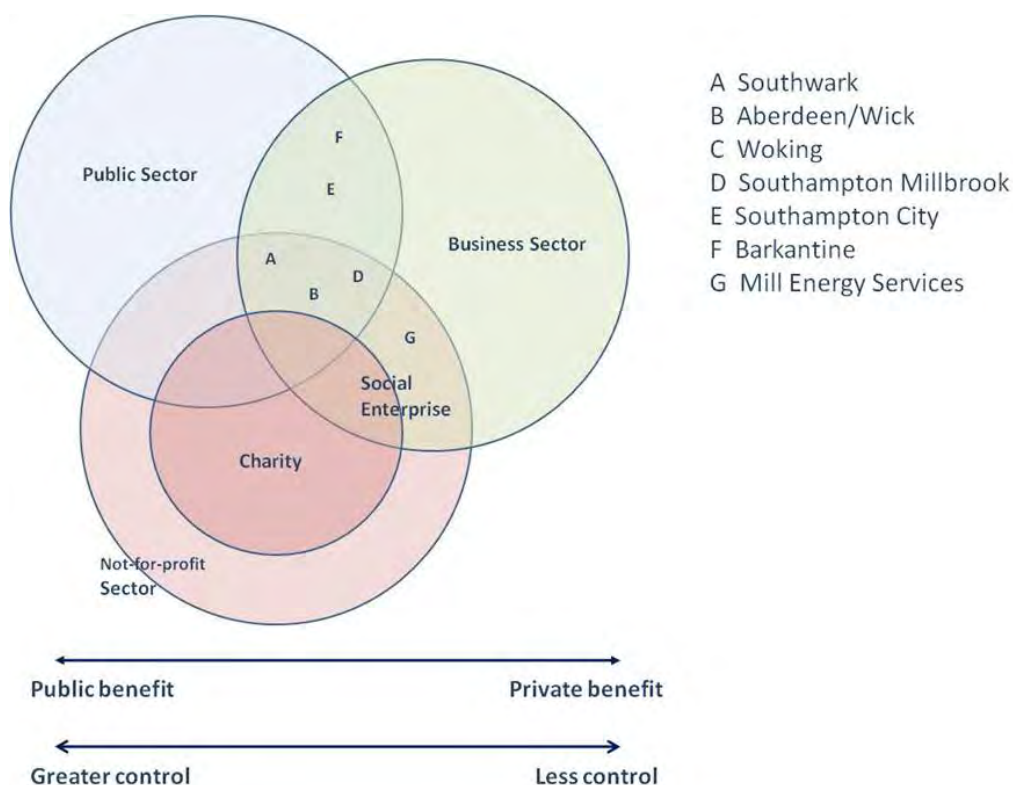 A Southwark
B Aberdeen/Wick
C Woking
D Southampton Millbrook
E Southampton City
F Barkantine
G Mill Energy Services
F
Public Sector
E
Business Sector
A
D
B
G
Social
Enterprise
Charity
Not-for-profit
Sector
Public benefit
Private benefit
Greater control
Less control